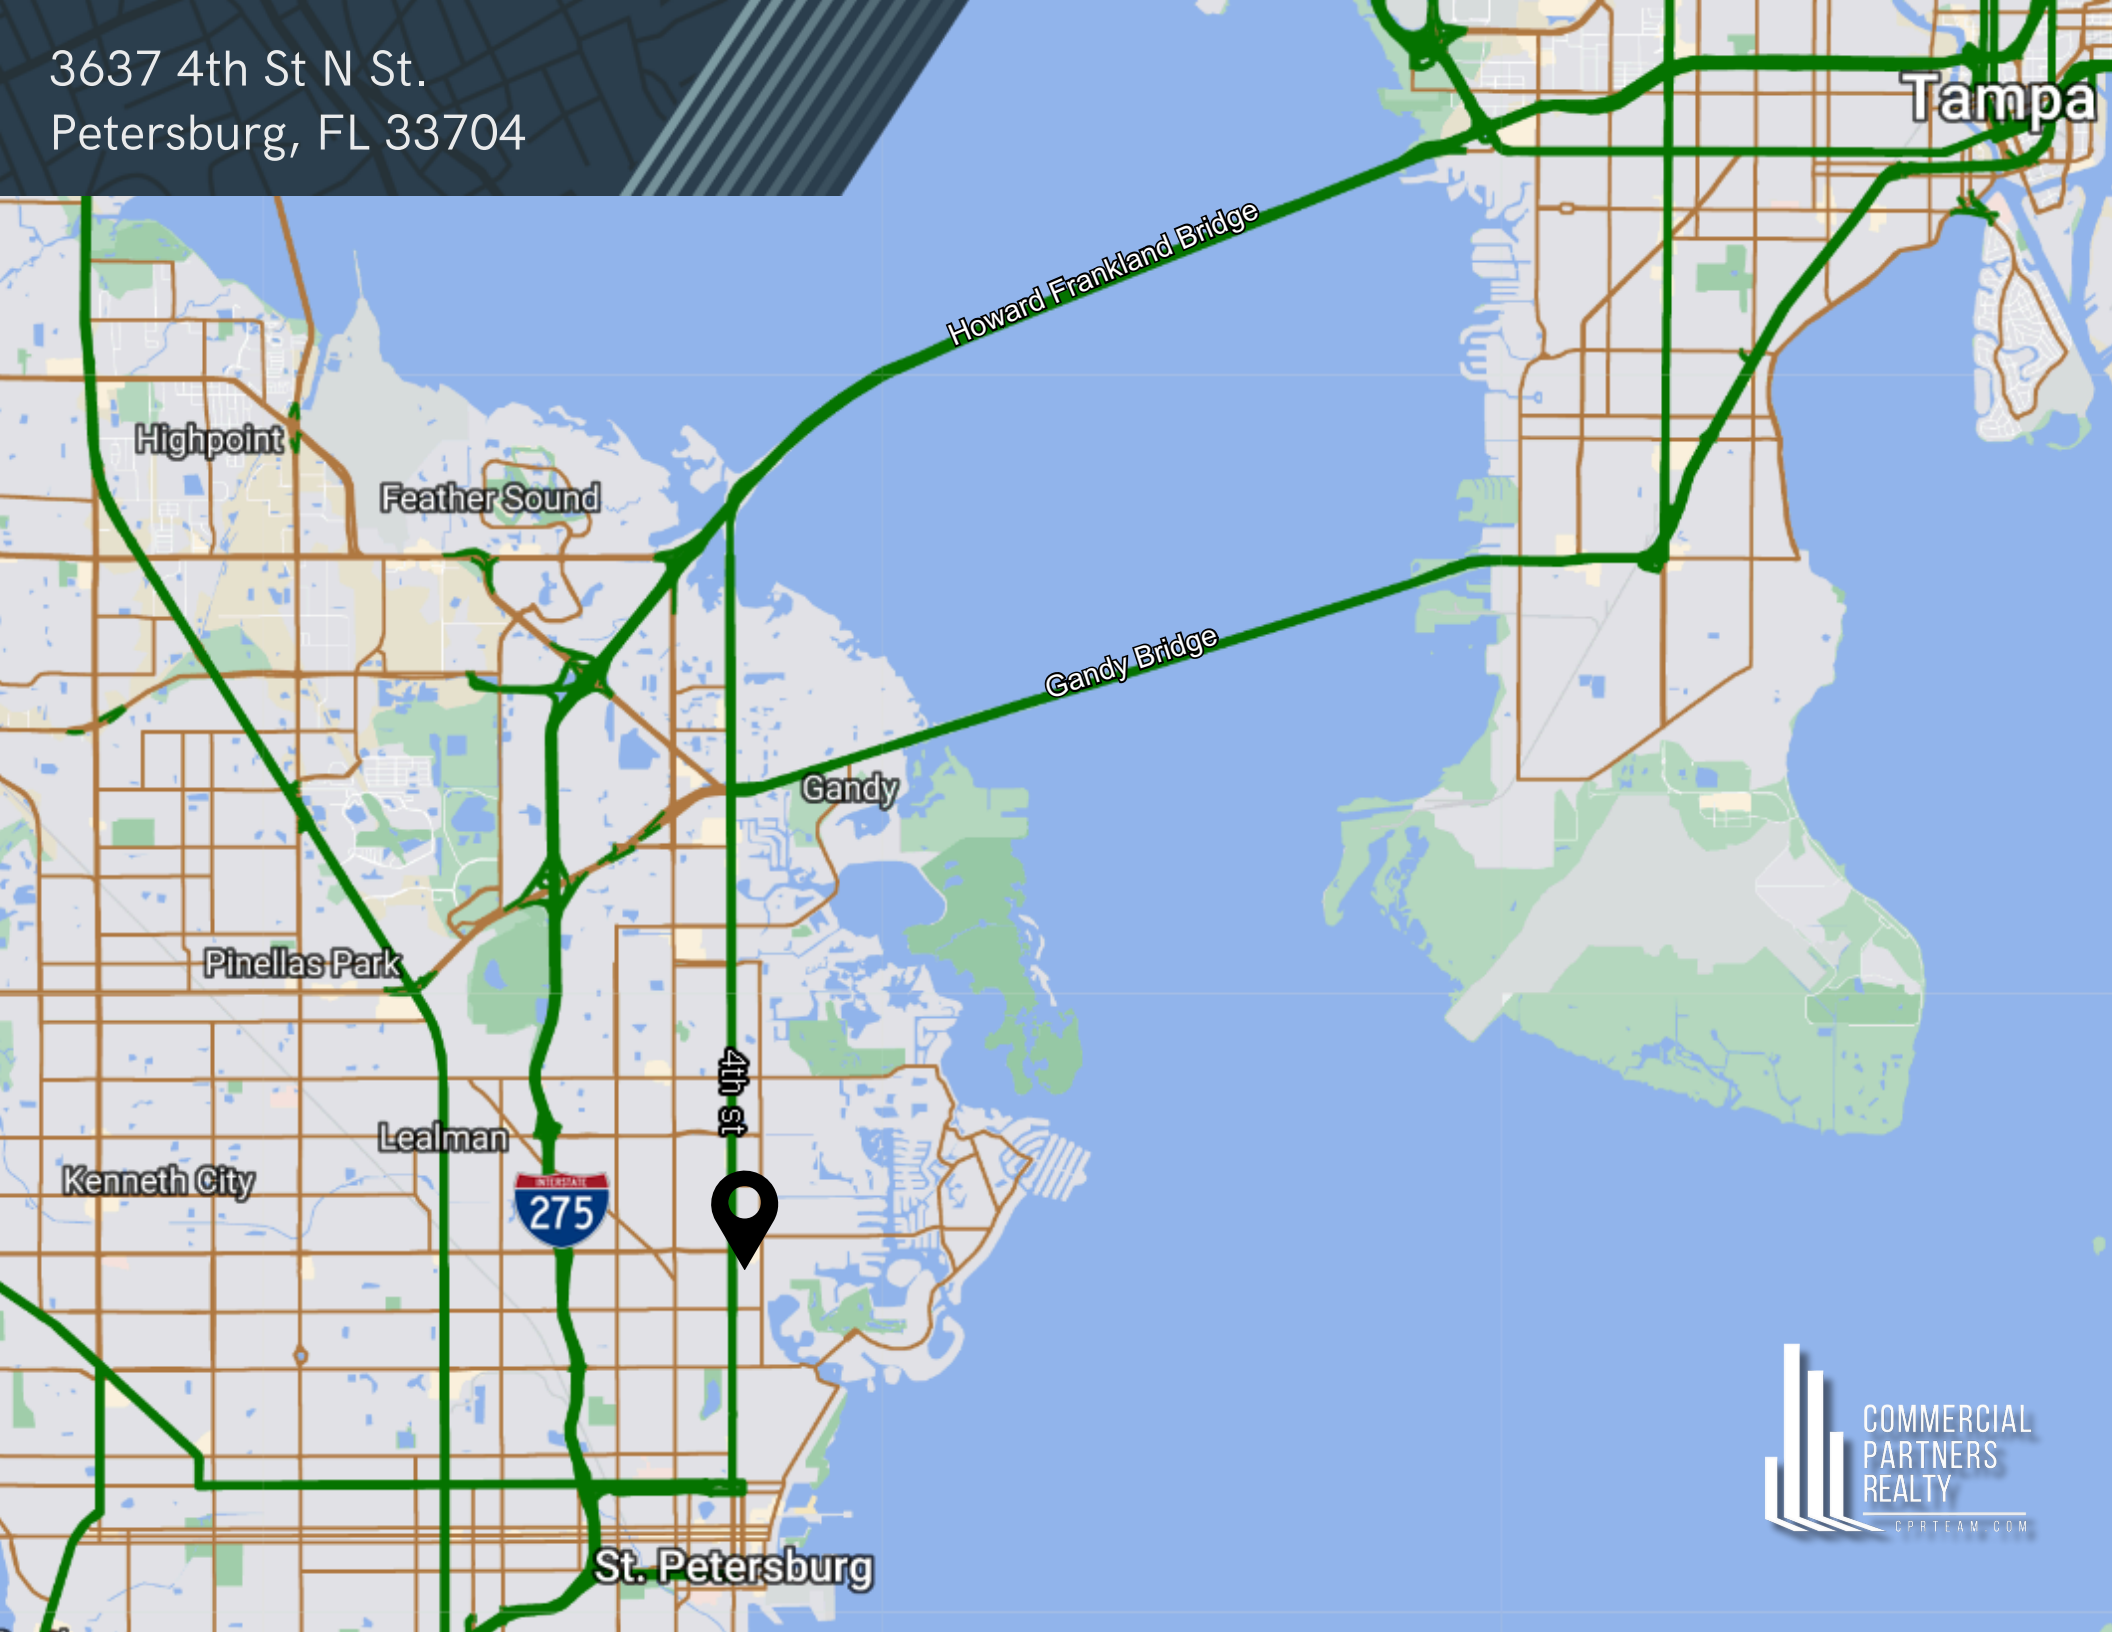 3637 4th St N St.
Petersburg, FL 33704
Tampa
Howard Frankland Bridge
Highpoint
Feather Sound
Gandy Bridge
Gandy
Pinellas Park
4th st
Lealman
Kenneth City
INTERSTATE
275
COMMERCIAL
PARTNERS
REALTY
CPRTEAM.COM
St. Petersburg